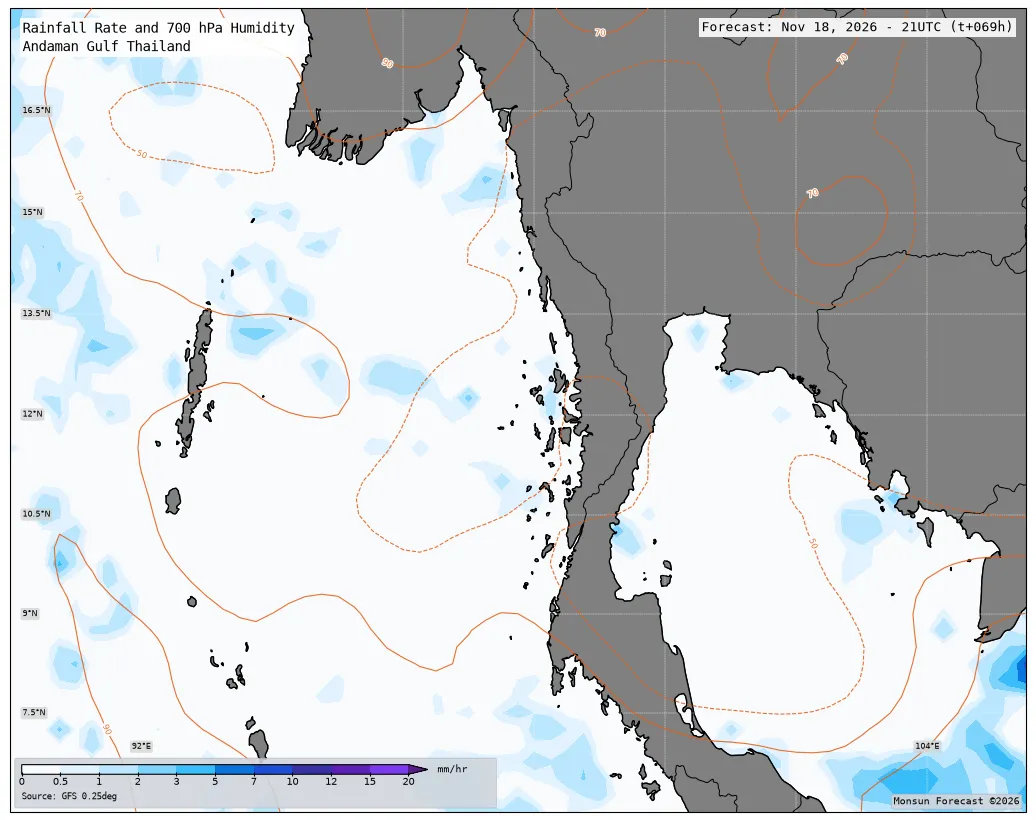 Rainfall Rate and 700 hPa Humidity
Andaman Gulf Thailand
Forecast: Nov 18, 2026 - 21UTC (t+069h)
70
90
70
16.5°N
50
70
70
15°N
13.5°N
12°N
10.5°N
50
9°N
7.5°N
90
92°E
104°E
mm/hr
0 0.5 1 2 3 5 7 10 12 15 20
Source: GFS 0.25deg
Monsun Forecast ©2026